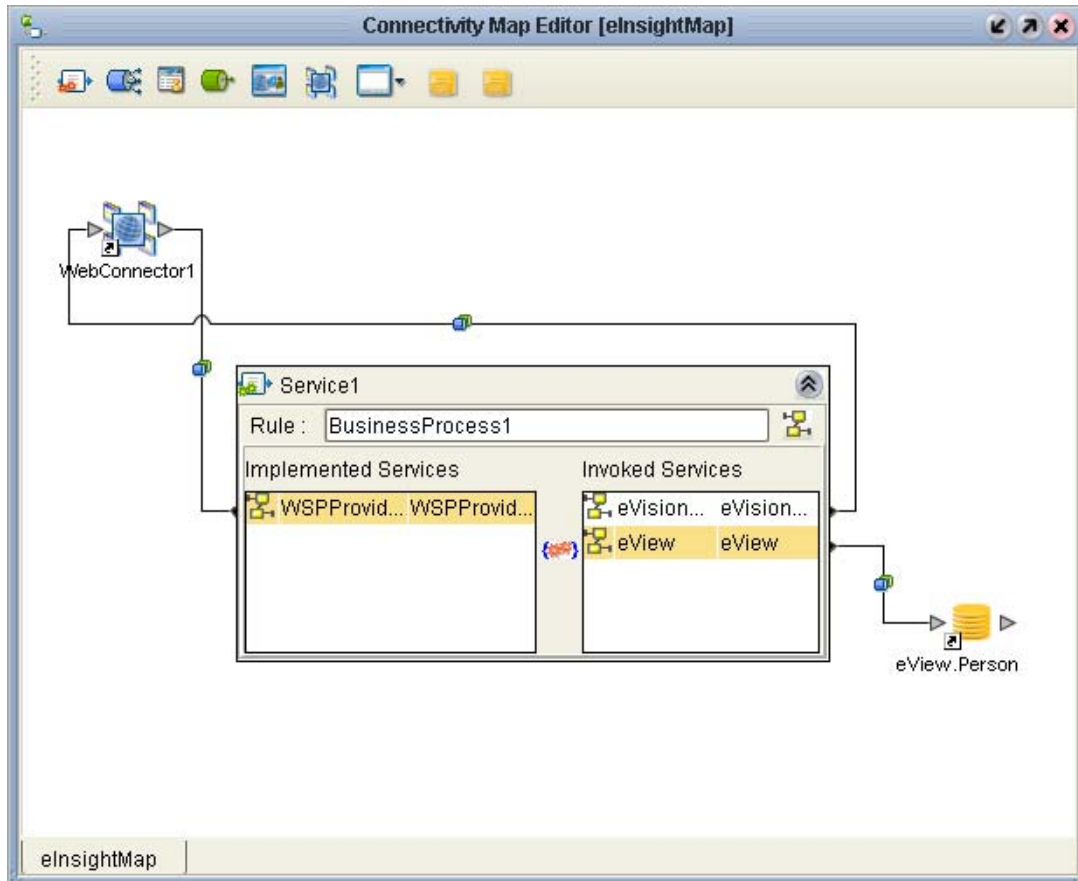 Connectivity Map Editor [eInsightMap]
WebConnector1
Service1
Rule : BusinessProcess1
Implemented Services Invoked Services
WSPProvid... WSPProvid... eVision... eVision...
eView eView
eView.Person
eInsightMap